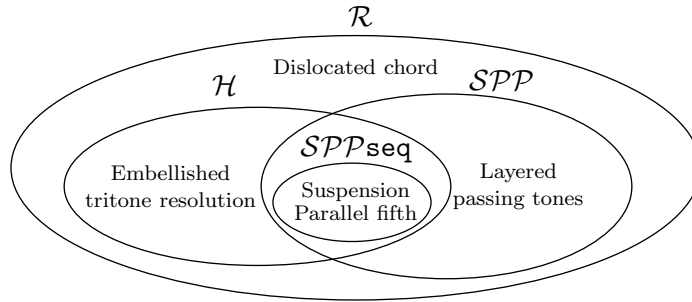 R
Dislocated chord
H
SPP
SPPseq
Embellished
tritone resolution
Suspension
Parallel fifth
Layered
passing tones